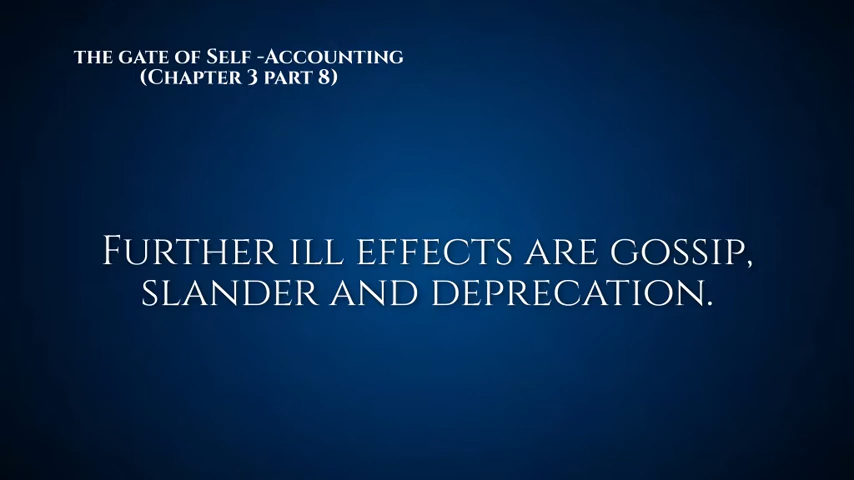 the gate of Self -Accounting
(Chapter 3 part 8)
Further ill effects are gossip,
slander and deprecation.